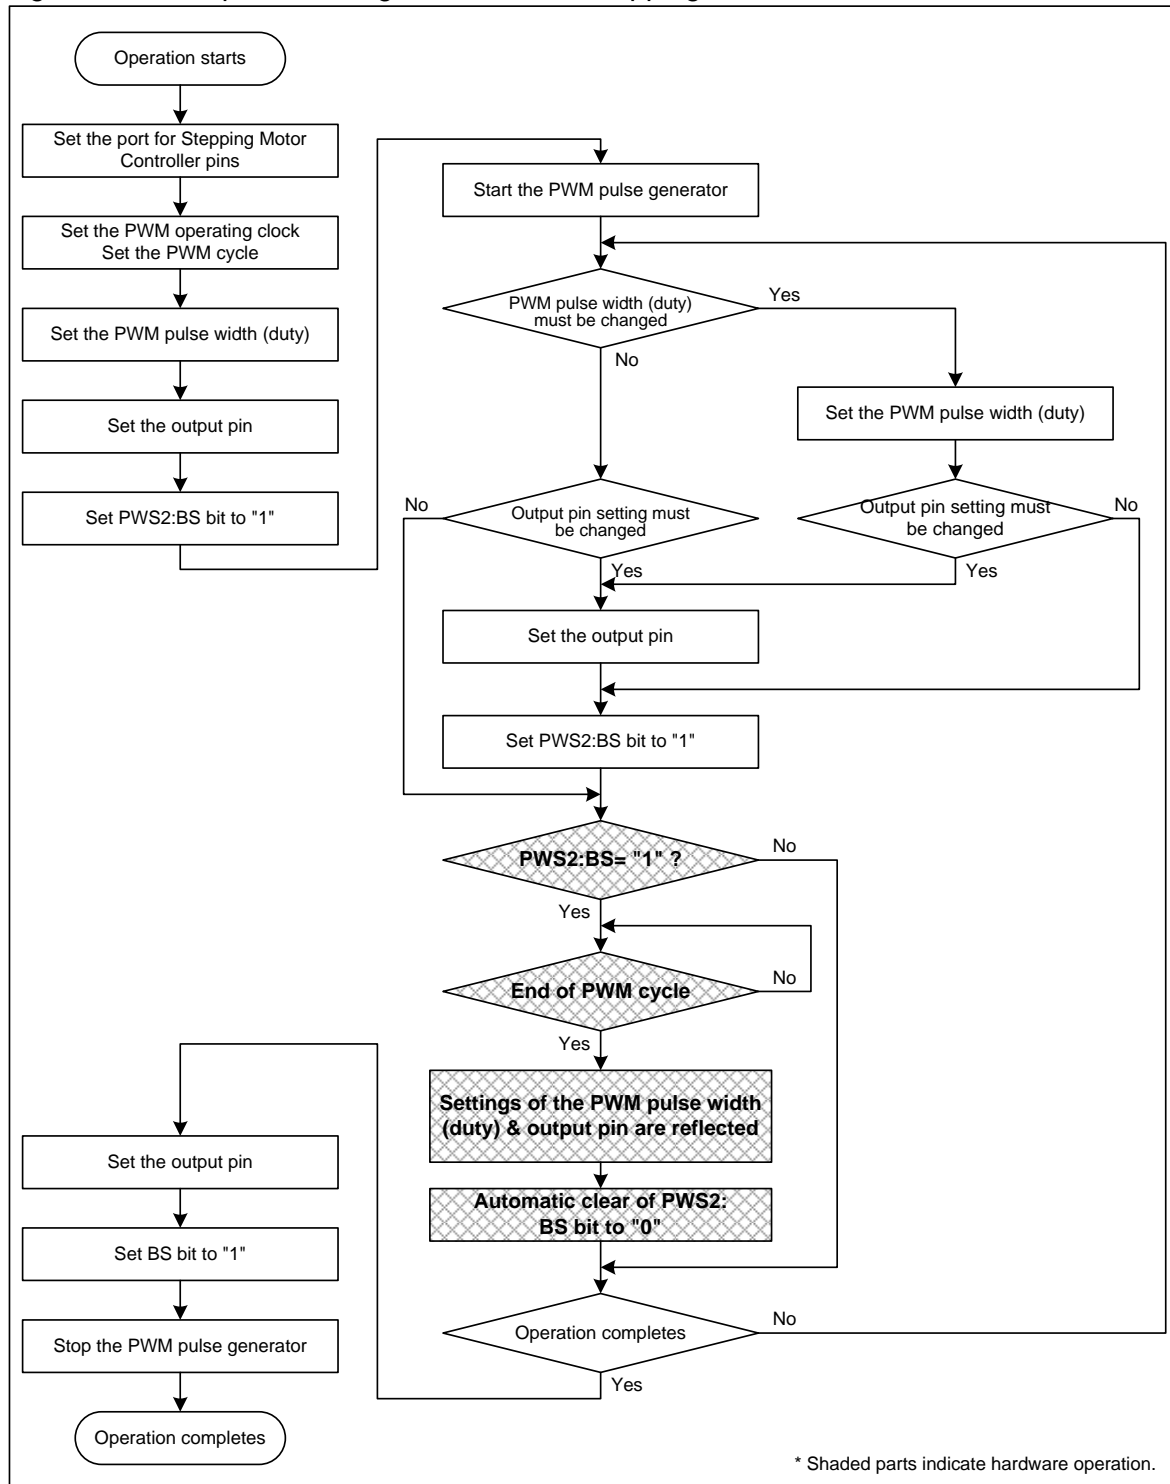 Operation starts
Set the port for Stepping Motor
Controller pins
Set the PWM operating clock
Set the PWM cycle
Set the PWM pulse width (duty)
Set the output pin
Set PWS2:BS bit to "1"
Start the PWM pulse generator
PWM pulse width (duty)
must be changed
Yes
No
Set the PWM pulse width (duty)
No
Output pin setting must
be changed
Yes
Output pin setting must
be changed
No
Yes
Set the output pin
Set PWS2:BS bit to "1"
PWS2:BS= "1" ?
No
Yes
End of PWM cycle
No
Yes
Settings of the PWM pulse width
(duty) & output pin are reflected
Automatic clear of PWS2:
BS bit to "0"
Operation completes
No
Yes
Set the output pin
Set BS bit to "1"
Stop the PWM pulse generator
Operation completes
* Shaded parts indicate hardware operation.